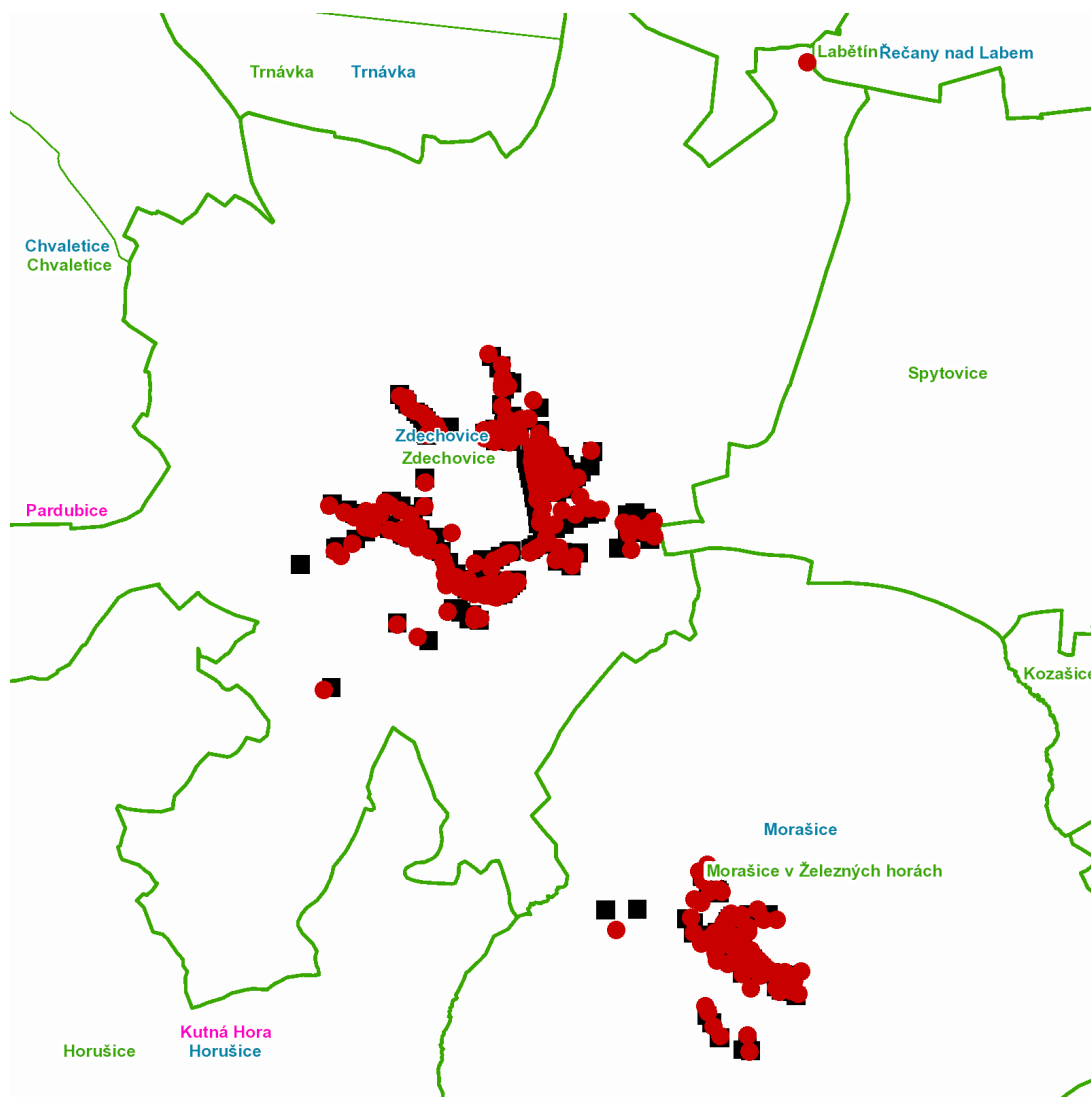 Labětín Řečany nad Labem
Trnávka Trnávka
Chvaletice
Chvaletice
Spytovice
Zdechovice
Zdechovice
Pardubice
Kozašice
Morašice
Morašice v Železných horách
Kutná Hora
Horušice Horušice